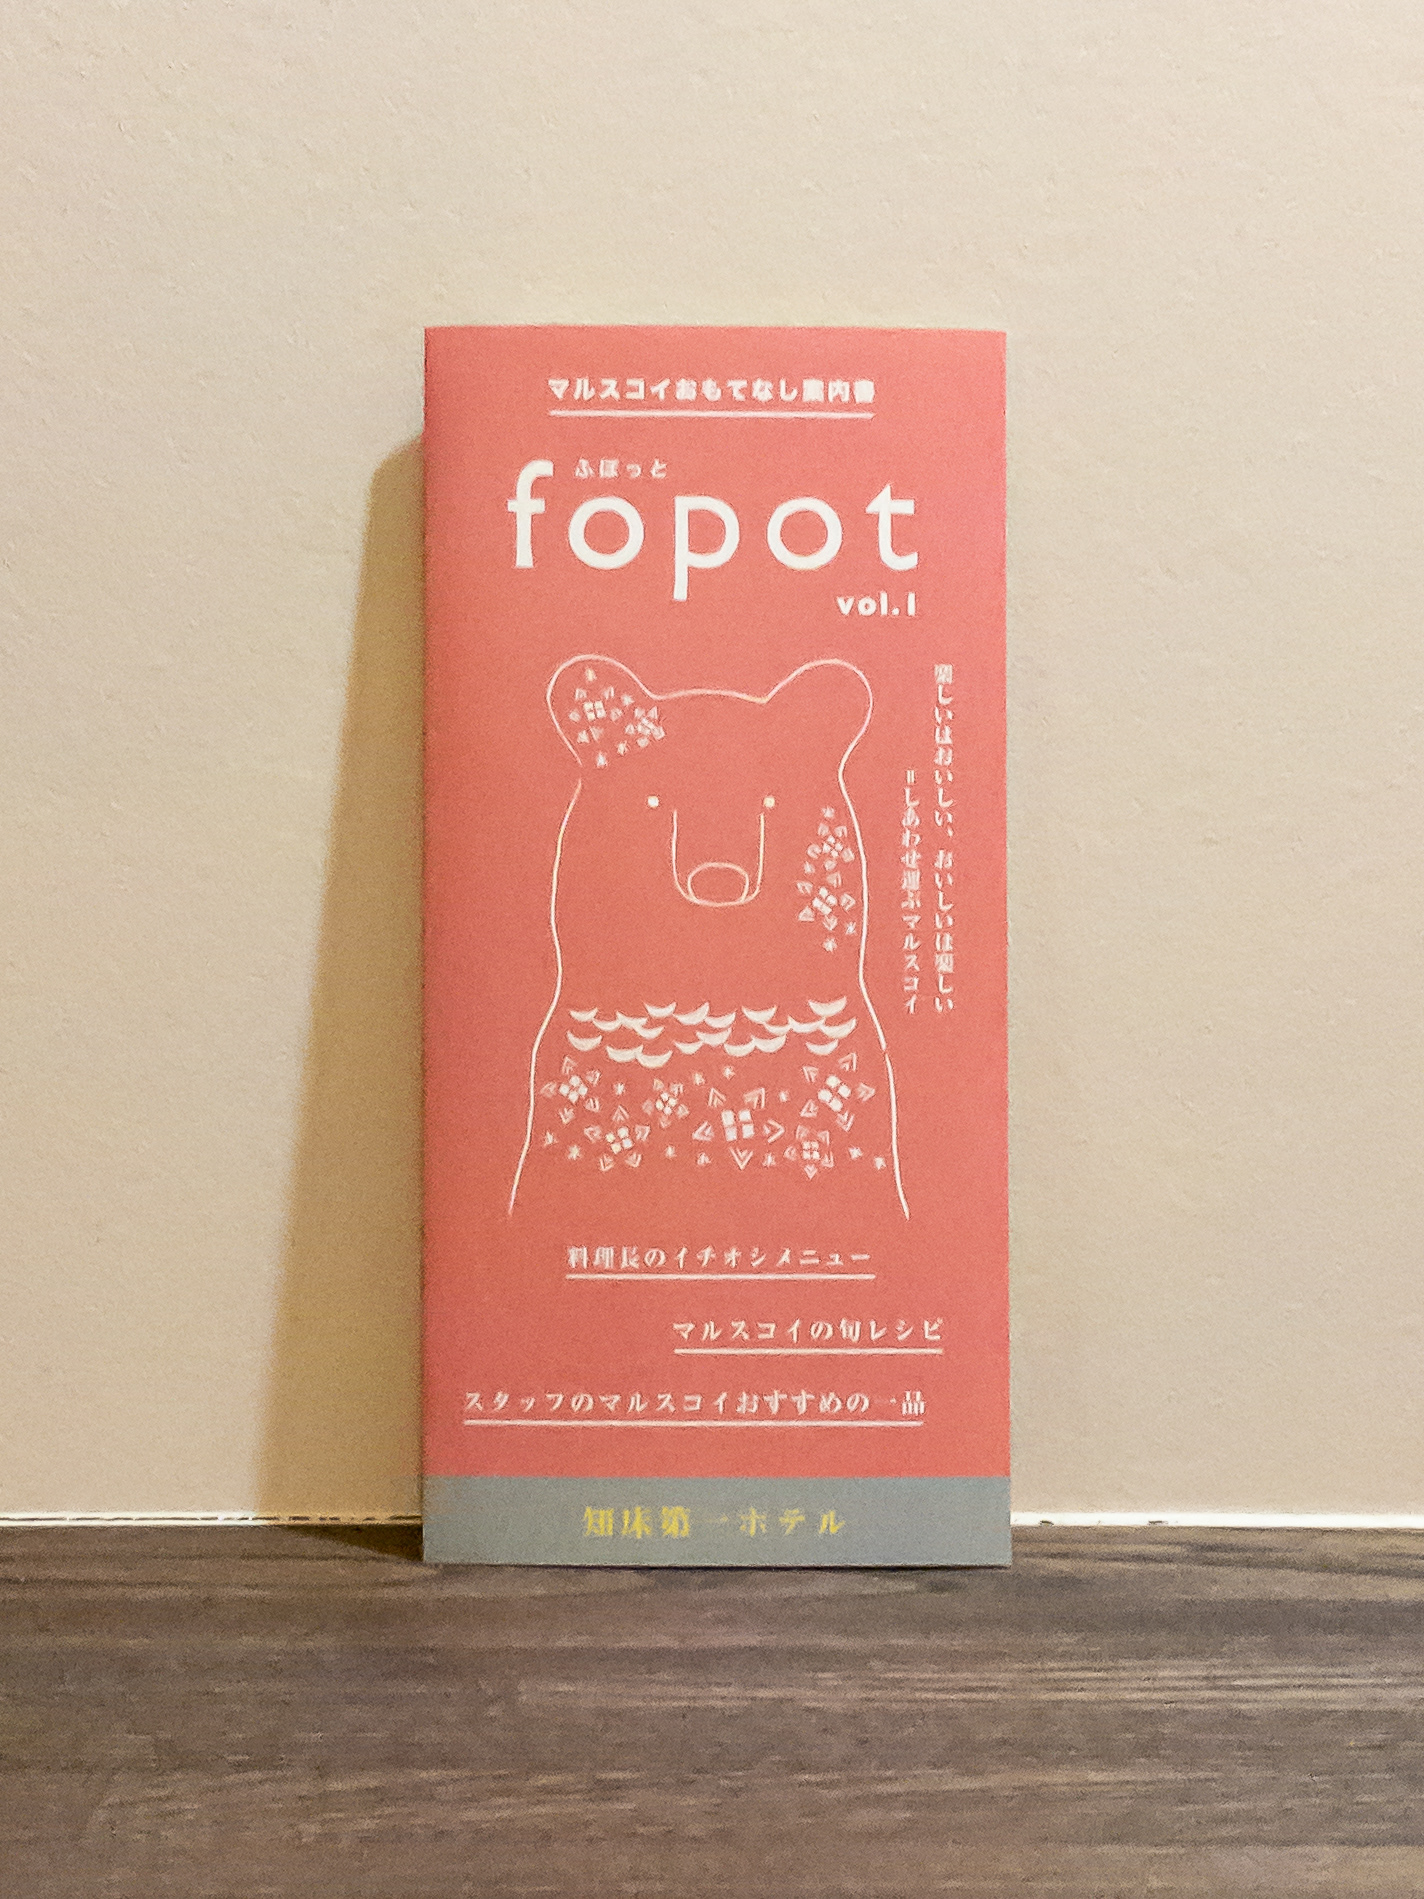 マルスコイおもてなし案内書
ふぽっと
fopot
vol.1
楽しいはおいしい、おいしいは楽しい
=しあわせ運ぶマルスコイ
料理長のイチオシメニュー
マルスコイの旬レシピ
スタッフのマルスコイおすすめの一品
知床第一ホテル